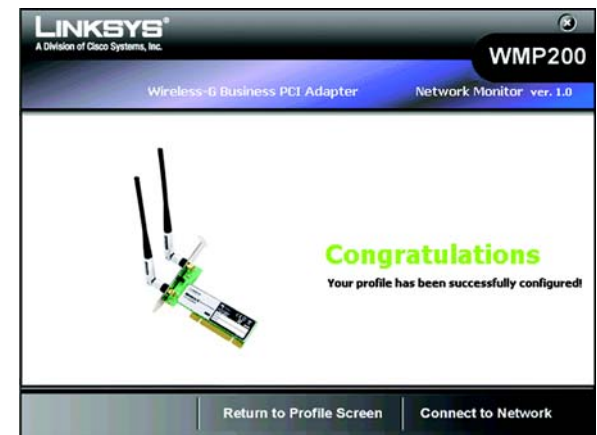 LINKSYS®
A Division of Cisco Systems, Inc.
WMP200
Wireless-G Business PCI Adapter
Network Monitor ver. 1.0
Congratulations
Your profile has been successfully configured!
Return to Profile Screen
Connect to Network